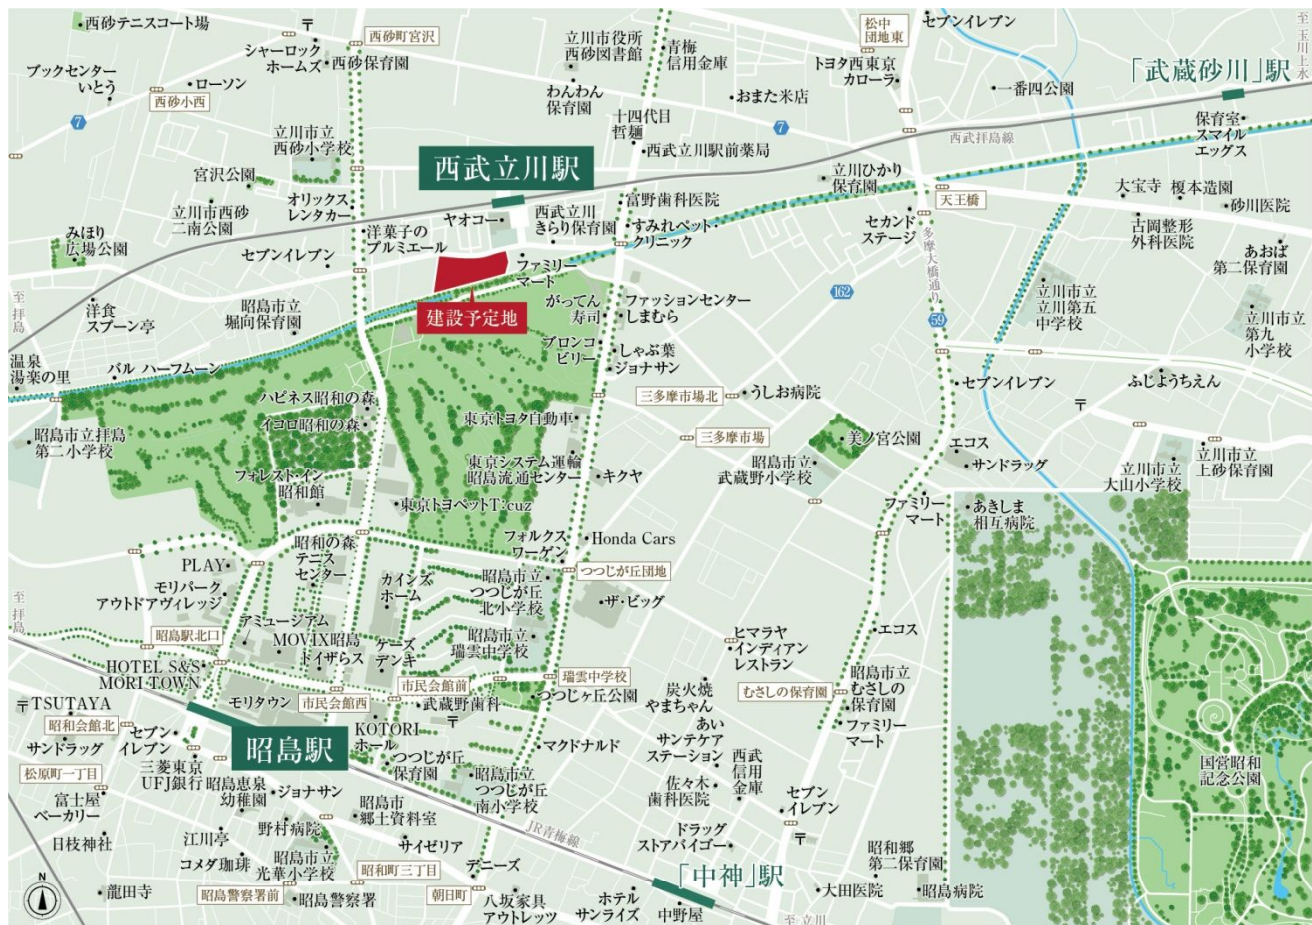 西砂テニスコート場
西砂町宮沢
シャーロック
ホームズ
西砂保育園
ブックセンター
いとう
ローソン
西砂小西
7
立川市役所
西砂図書館
青梅
信用金庫
わんわん
保育園
松中
団地東
セブンイレブン
トヨタ西東京
カローラ
おまた米店
7
一番四公園
至 玉川上水
「武蔵砂川」駅
保育室
スマイル
エッグス
西武拝島線
十四代目
哲麺
西武立川駅前薬局
立川市立
西砂小学校
宮沢公園
立川市西砂
二南公園
オリックス
レンタカー
西武立川駅
ヤオコー
西武立川
きらり保育園
富野歯科医院
すみれペット・
クリニック
立川ひかり
保育園
天王橋
セカンド
ステージ
多摩大橋通り
大宝寺
榎本造園
砂川医院
古岡整形
外科医院
あおば
第二保育園
みほり
広場公園
セブンイレブン
洋菓子の
プルミエール
ファミリー
マート
建設予定地
至 拝島
洋食
スプーン亭
昭島市立
堀向保育園
がってん
寿司
ファッションセンター
しまむら
ブロンコ
ビリー
しゃぶ葉
ジョナサン
162
59
立川市立
立川第五
中学校
立川市立
第九
小学校
温泉
湯楽の里
バル ハーフムーン
ハピネス昭和の森
イコロ昭和の森
三多摩市場北
うしお病院
セブンイレブン
ふじようちえん
昭島市立拝島
第二小学校
東京トヨタ自動車
三多摩市場
美ノ宮公園
エコス
サンドラッグ
立川市立
大山小学校
立川市立
上砂保育園
フォレスト・イン
昭和館
東京システム運輸
昭島流通センター
キクヤ
昭島市立
武蔵野小学校
東京トヨペットT:cuz
ファミリー
マート
あきしま
相互病院
昭和の森
テニス
センター
フォルクス
ワーゲン
Honda Cars
PLAY
モリパーク
アウトドアヴィレッジ
カインズ
ホーム
昭島市立
つつじが丘
北小学校
つつじが丘団地
ザ・ビッグ
至 拝島
昭島駅北口
アミュージアム
MOVIX昭島
トイザらス
ケーズ
デンキ
昭島市立
瑞雲中学校
ヒマラヤ
インディアン
レストラン
エコス
HOTEL S&S
MORI TOWN
市民会館前
瑞雲中学校
むさしの保育園
昭島市立
むさしの
保育園
TSUTAYA
モリタウン
市民会館西
武蔵野歯科
つつじヶ丘公園
炭火焼
やまちゃん
ファミリー
マート
昭和会館北
サンドラッグ
セブン
イレブン
昭島駅
KOTORI
ホール
マクドナルド
あい
サンテケア
ステーション
西武
信用
金庫
国営昭和
記念公園
松原町一丁目
三菱東京
UFJ銀行
昭島恵泉
幼稚園
つつじが丘
保育園
昭島市立
つつじが丘
南小学校
佐々木
歯科医院
セブン
イレブン
富士屋
ベーカリー
ジョナサン
昭島市
郷土資料室
JR青梅線
日枝神社
江川亭
野村病院
サイゼリア
ドラッグ
ストアバイゴー
コメダ珈琲
昭島市立
光華小学校
昭和町三丁目
デニーズ
「中神」駅
昭和郷
第二保育園
N
龍田寺
昭島警察署前
昭島警察署
朝日町
八坂家具
アウトレッツ
ホテル
サンライズ
中野屋
至 立川
大田医院
昭島病院